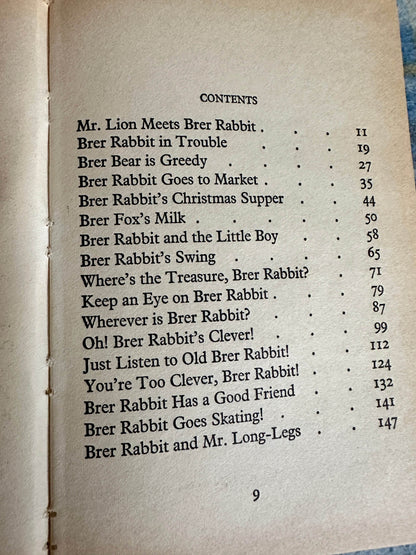 CONTENTS
Mr. Lion Meets Brer Rabbit . . . 11
Brer Rabbit in Trouble . . . 19
Brer Bear is Greedy . . . . 27
Brer Rabbit Goes to Market . . . 35
Brer Rabbit's Christmas Supper . . 44
Brer Fox's Milk . . . . 50
Brer Rabbit and the Little Boy . . 58
Brer Rabbit's Swing . . . . 65
Where's the Treasure, Brer Rabbit? . 71
Keep an Eye on Brer Rabbit . . . 79
Wherever is Brer Rabbit? . . . 87
Oh! Brer Rabbit's Clever! . . . 99
Just Listen to Old Brer Rabbit! . . 112
You're Too Clever, Brer Rabbit! . . 124
Brer Rabbit Has a Good Friend . . 132
Brer Rabbit Goes Skating! . . . 141
Brer Rabbit and Mr. Long-Legs . . 147
9